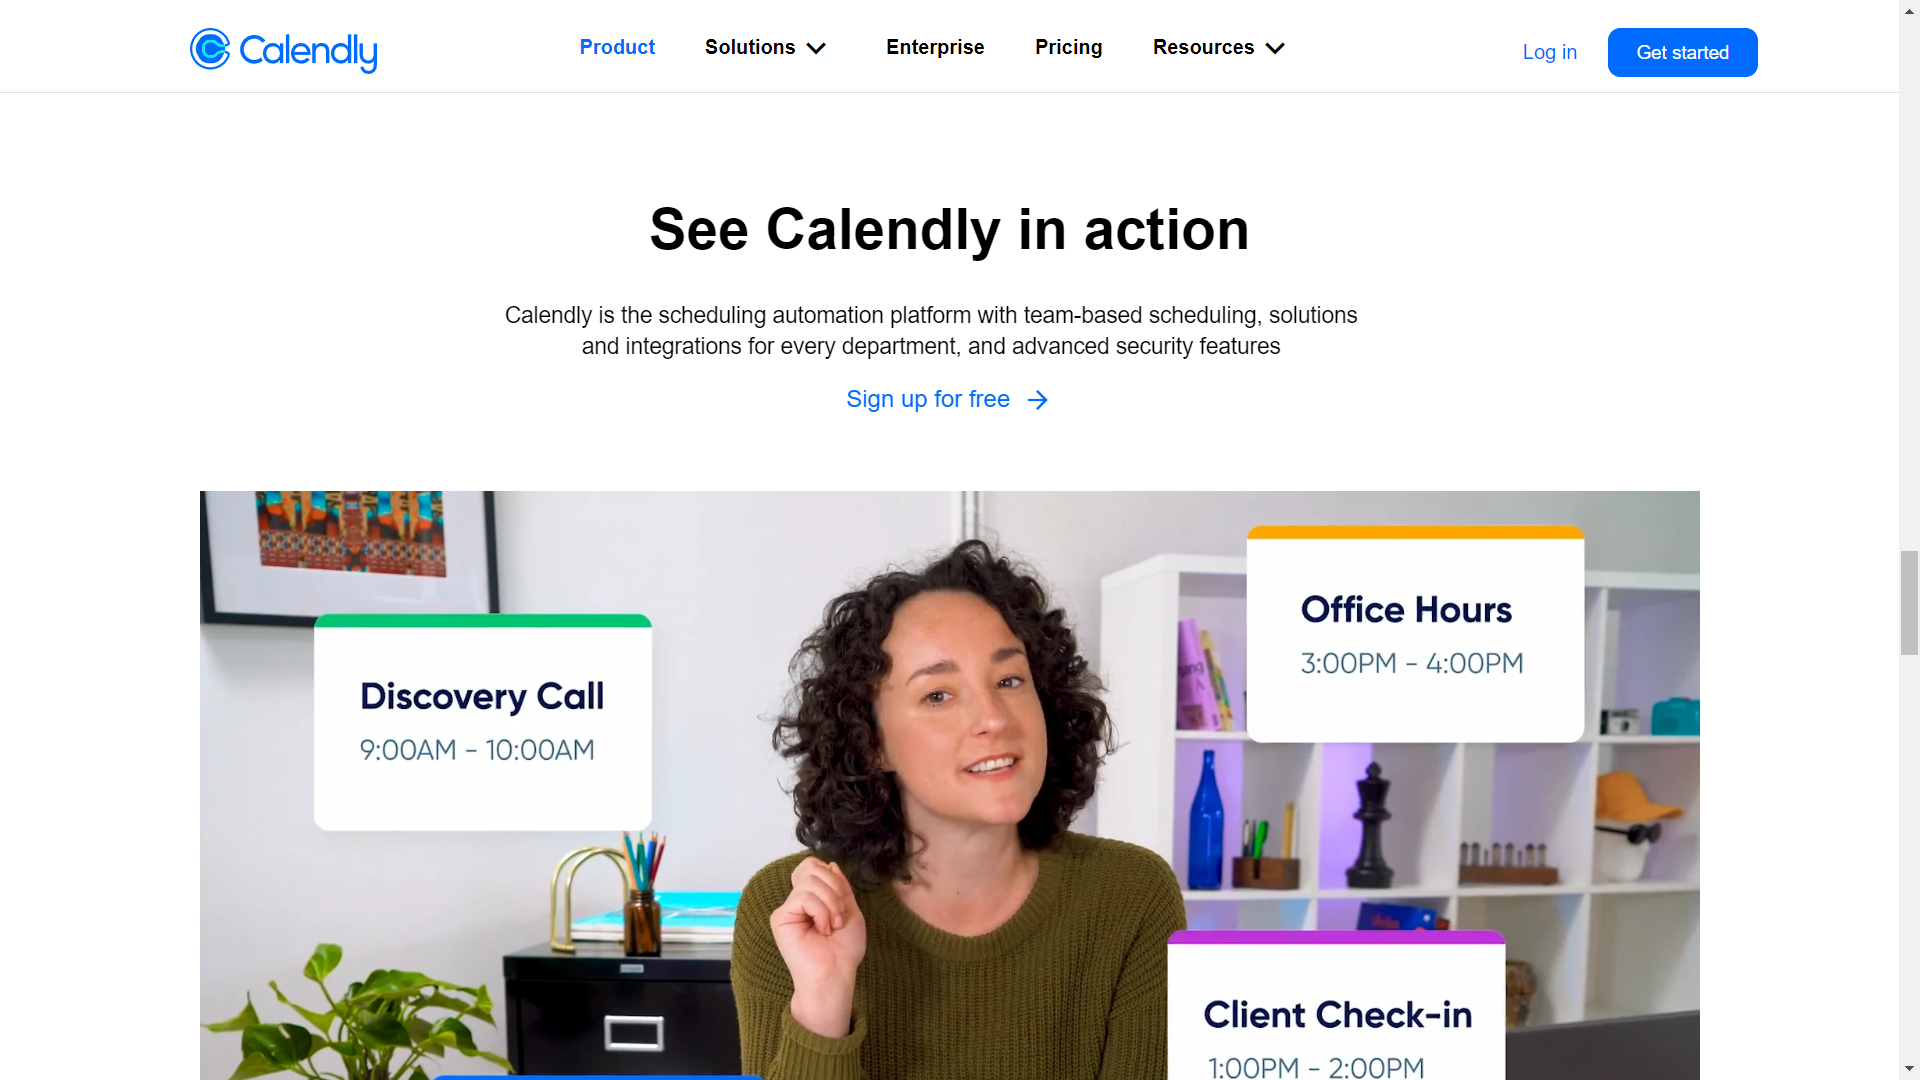 Calendly
Product
Solutions
Enterprise
Pricing
Resources
Log in
Get started
See Calendly in action
Calendly is the scheduling automation platform with team-based scheduling, solutions
and integrations for every department, and advanced security features
Sign up for free
Office Hours
3:00PM - 4:00PM
Discovery Call
9:00AM - 10:00AM
Client Check-in
1:00PM - 2:00PM